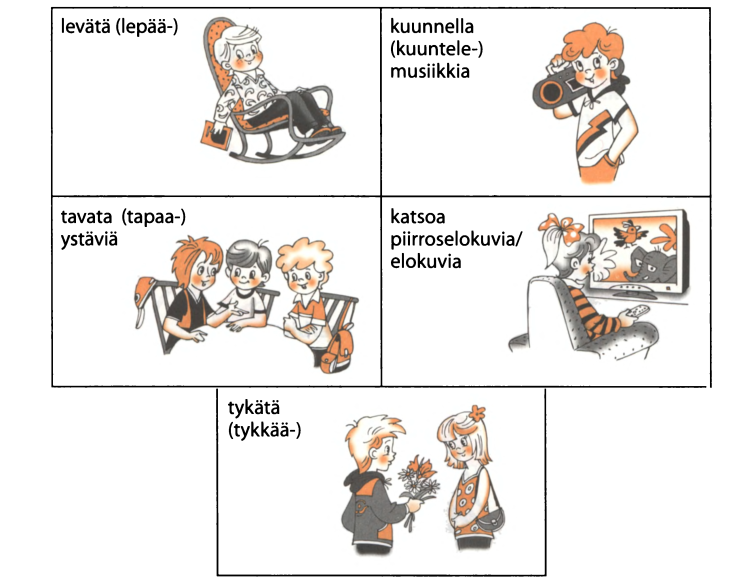 levätä (lepää-)
kuunnella
(kuuntele-)
musiikkia
tavata (tapaa-)
ystäviä
katsoa
piirroselokuvia/
elokuvia
tykätä
(tykkää-)